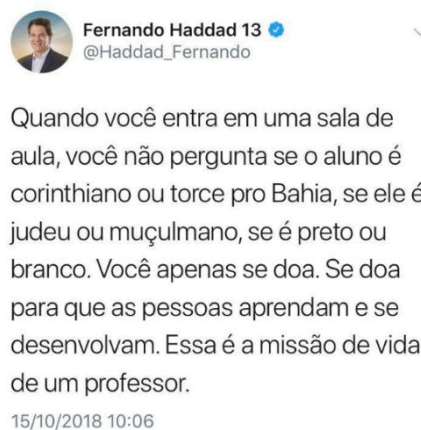 Fernando Haddad 13
@Haddad_Fernando
Quando você entra em uma sala de
aula, você não pergunta se o aluno é
corinthiano ou torce pro Bahia, se ele é
judeu ou muçulmano, se é preto ou
branco. Você apenas se doa. Se doa
para que as pessoas aprendam e se
desenvolvam. Essa é a missão de vida
de um professor.
15/10/2018 10:06